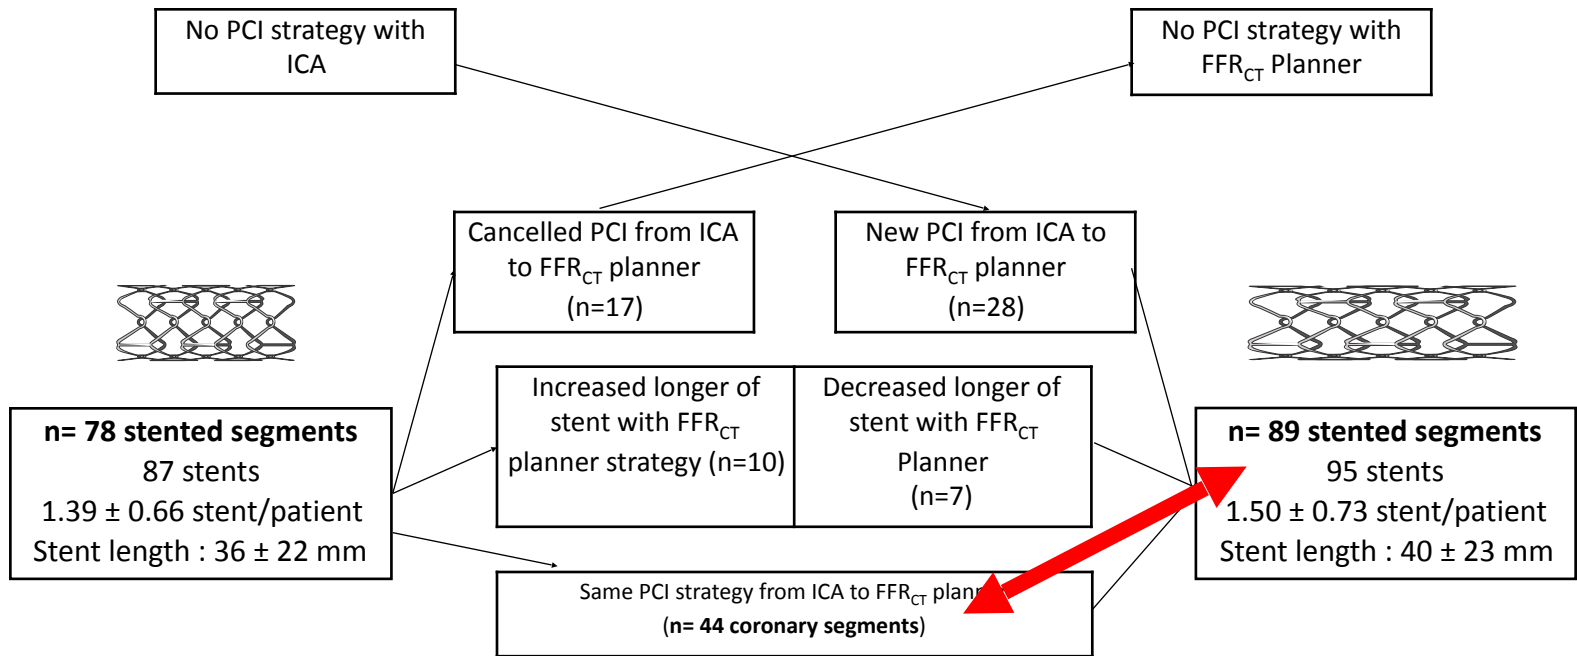 No PCI strategy with
ICA
No PCI strategy with
FFRCT Planner
Cancelled PCI from ICA
to FFRCT planner
(n=17)
New PCI from ICA to
FFRCT planner
(n=28)
Increased longer of
stent with FFRCT
planner strategy (n=10)
Decreased longer of
stent with FFRCT
Planner
(n=7)
n= 78 stented segments
87 stents
1.39 ± 0.66 stent/patient
Stent length : 36 ± 22 mm
n= 89 stented segments
95 stents
1.50 ± 0.73 stent/patient
Stent length : 40 ± 23 mm
Same PCI strategy from ICA to FFRCT plann
(n= 44 coronary segments)